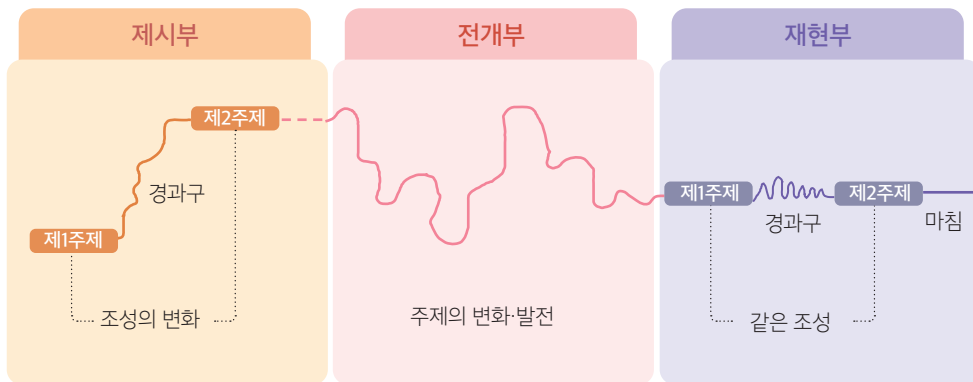 제시부
제2주제
경과구
제1주제
조성의 변화
전개부
주제의 변화·발전
재현부
제1주제
경과구
제2주제
마침
같은 조성